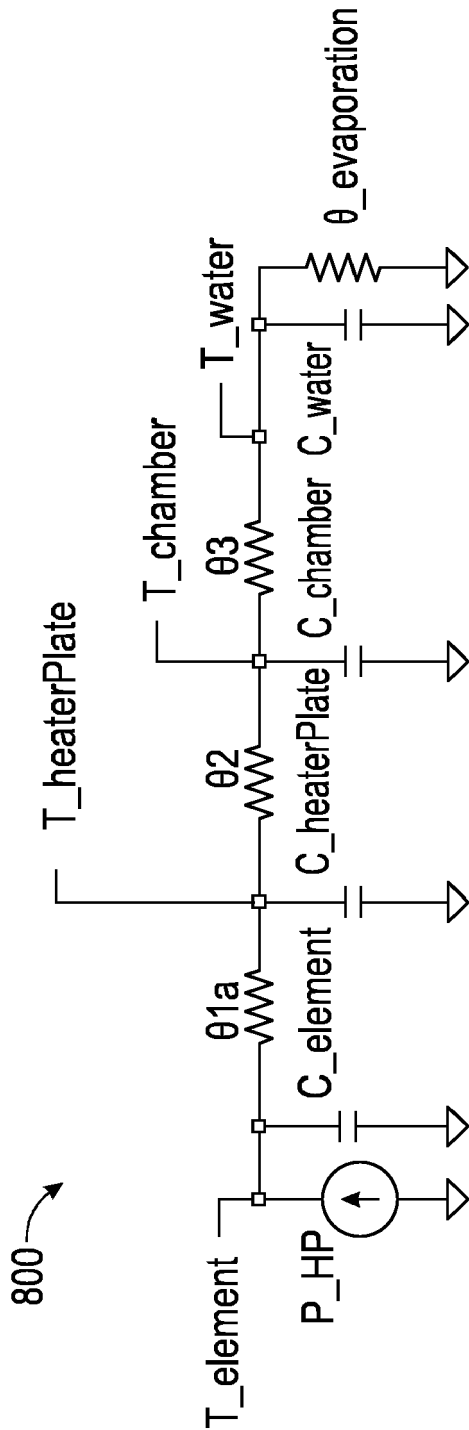 800
T_heaterPlate
T_chamber
T_water
T_element
θ1a
θ2
θ3
P_HP
C_element
C_heaterPlate
C_chamber
C_water
θ_evaporation